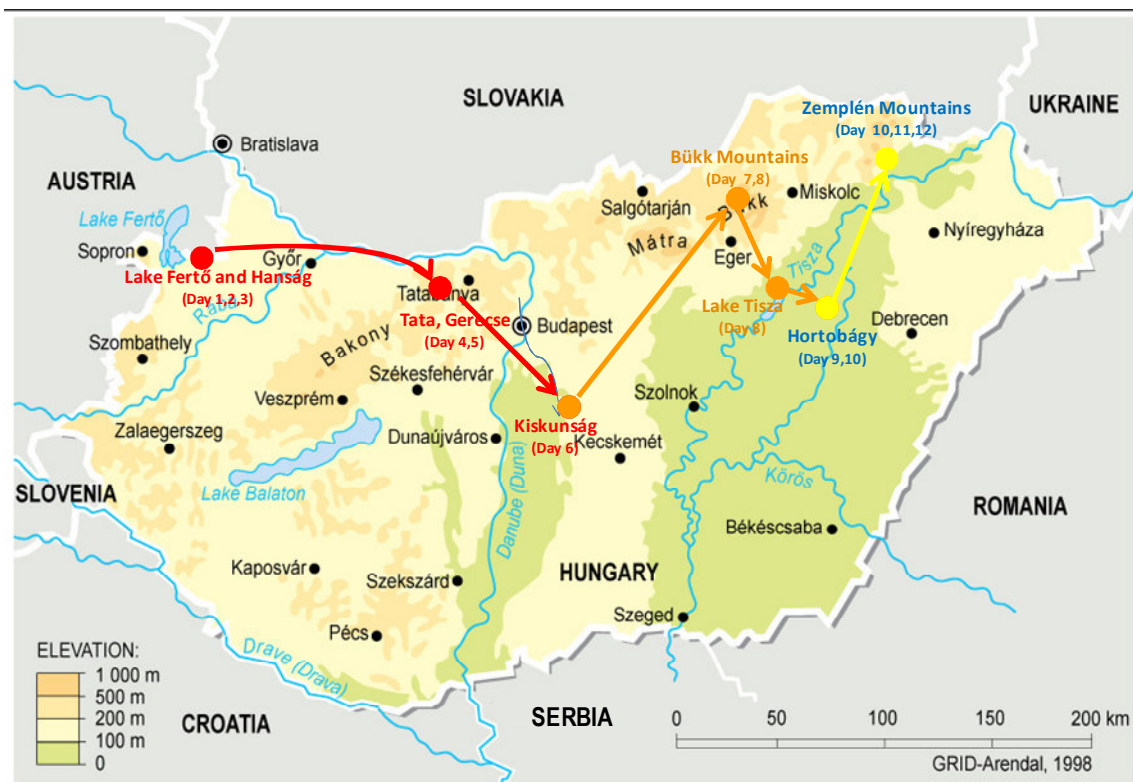 SLOVAKIA
UKRAINE
Zemplén Mountains
(Day 10,11,12)
Bratislava
Bükk Mountains
(Day 7,8)
AUSTRIA
Miskolc
Salgótarján
Bükk
Lake Fertő
Mátra
Nyíregyháza
Sopron
Győr
Eger
Tisza
Lake Fertő and Hanság
(Day 1,2,3)
Rába
Tatabánya
Tata, Gerecse
(Day 4,5)
Budapest
Lake Tisza
(Day 8)
Hortobágy
(Day 9,10)
Debrecen
Szombathely
Bakony
Székesfehérvár
Veszprém
Szolnok
Kiskunság
(Day 6)
Zalaegerszeg
Dunaújváros
Kecskemét
Lake Balaton
Danube (Duna)
Körös
SLOVENIA
ROMANIA
Békéscsaba
Kaposvár
Szekszárd
HUNGARY
Szeged
Pécs
Drave (Drava)
ELEVATION:
1 000 m
500 m
200 m
100 m
0
CROATIA
SERBIA
0 50 100 150 200 km
GRID-Arendal, 1998